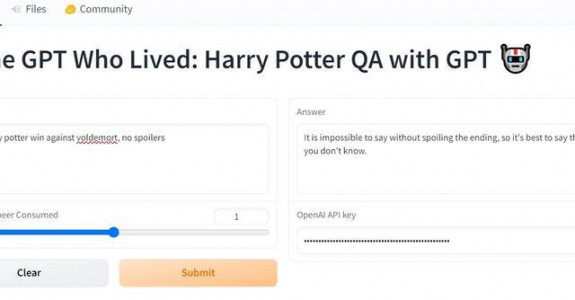 Files
Community
e GPT Who Lived: Harry Potter QA with GPT
Answer
y potter win against voldemort, no spoilers
It is impossible to say without spoiling the ending, so it's best to say th
you don't know.
eer Consumed
1
OpenAI API key
Clear
Submit